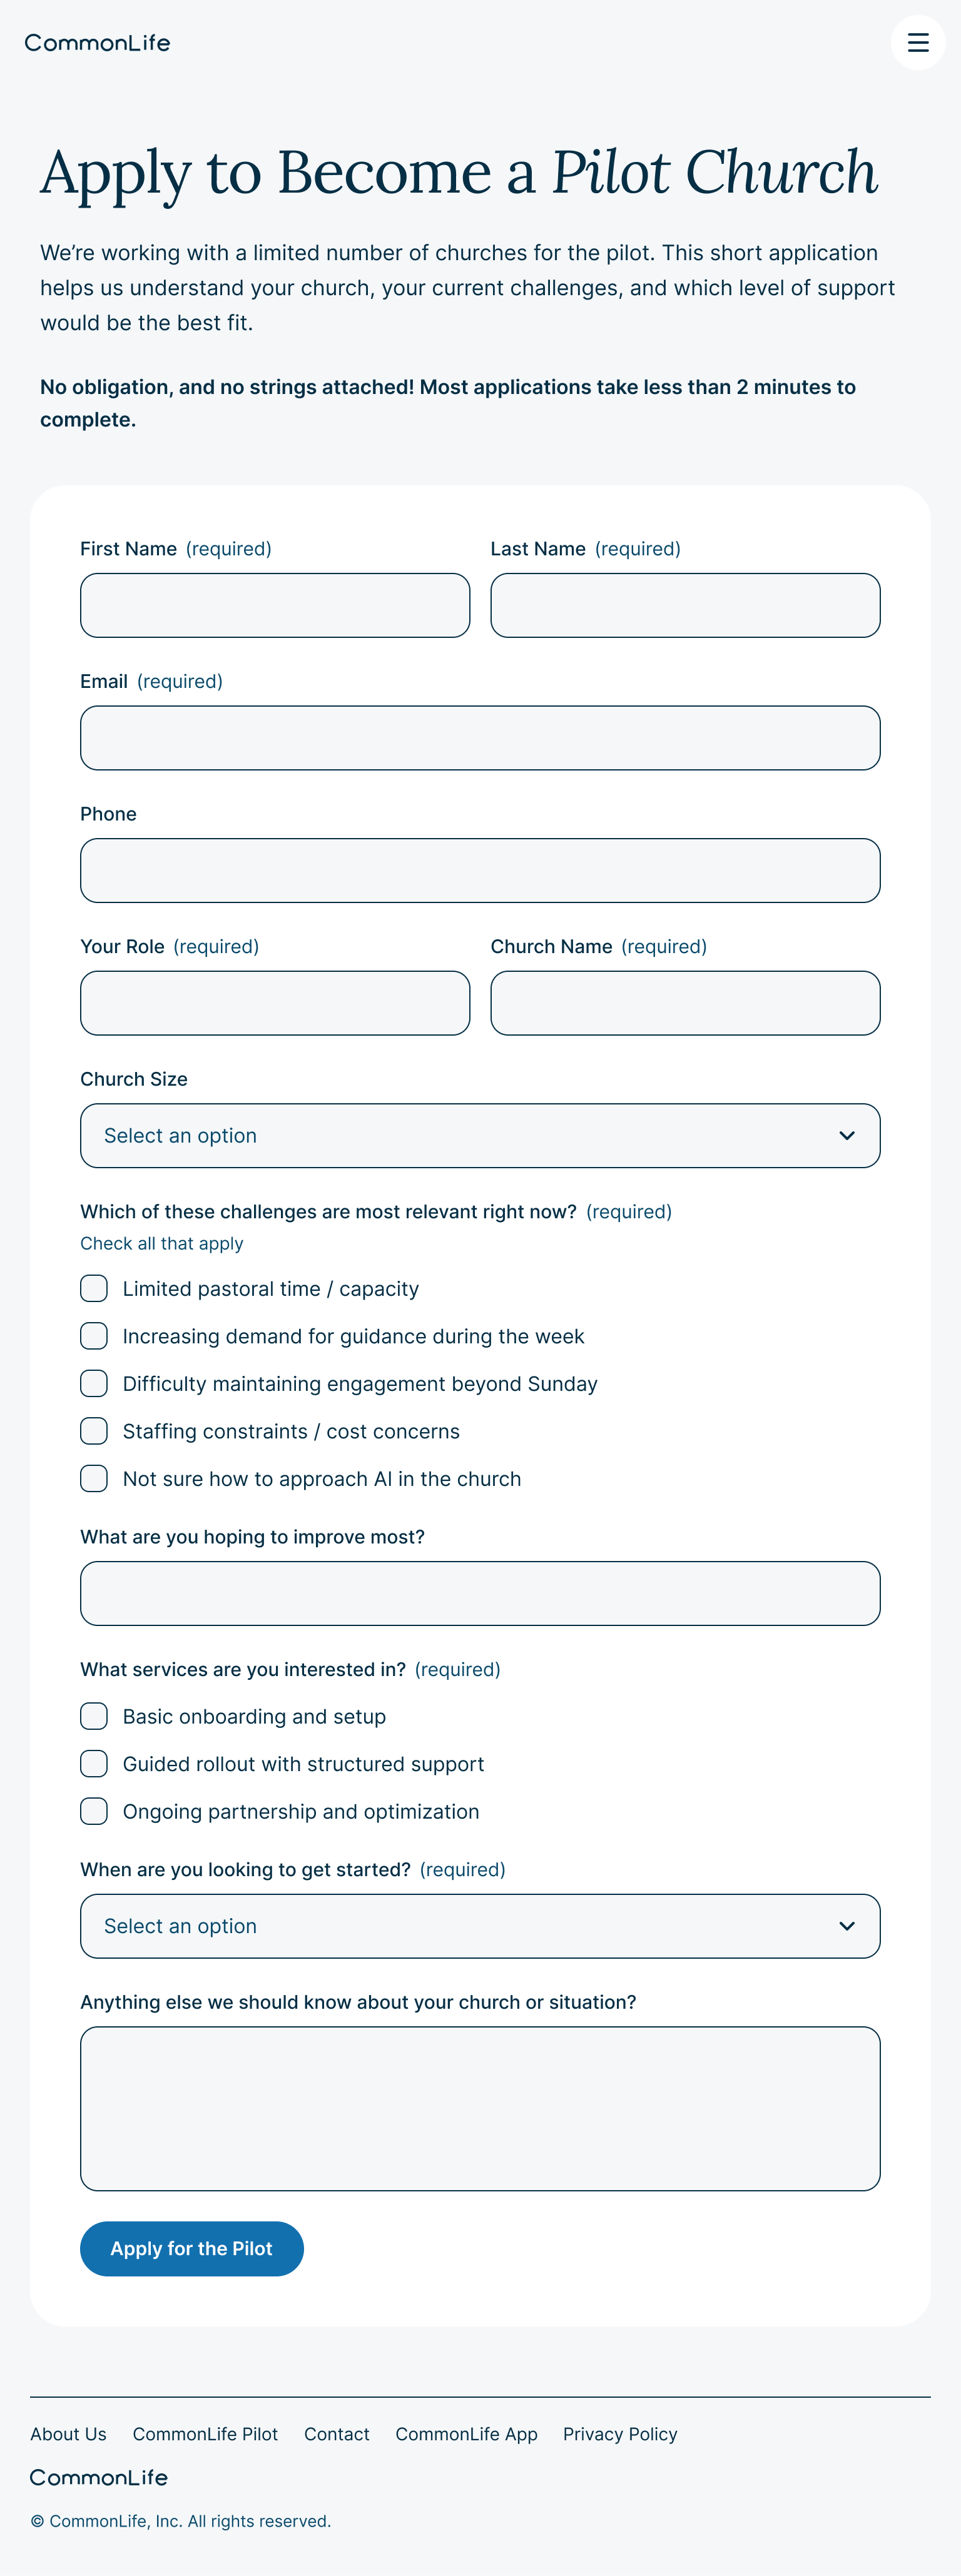 CommonLife
Apply to Become a Pilot Church
We’re working with a limited number of churches for the pilot. This short application
helps us understand your church, your current challenges, and which level of support
would be the best fit.
No obligation, and no strings attached! Most applications take less than 2 minutes to
complete.
First Name (required) Last Name (required)
Email (required)
Phone
Your Role (required) Church Name (required)
Church Size
Select an option
Which of these challenges are most relevant right now? (required)
Check all that apply
Limited pastoral time / capacity
Increasing demand for guidance during the week
Difficulty maintaining engagement beyond Sunday
Staffing constraints / cost concerns
Not sure how to approach AI in the church
What are you hoping to improve most?
What services are you interested in? (required)
Basic onboarding and setup
Guided rollout with structured support
Ongoing partnership and optimization
When are you looking to get started? (required)
Select an option
Anything else we should know about your church or situation?
Apply for the Pilot
About Us CommonLife Pilot Contact CommonLife App Privacy Policy
CommonLife
© CommonLife, Inc. All rights reserved.